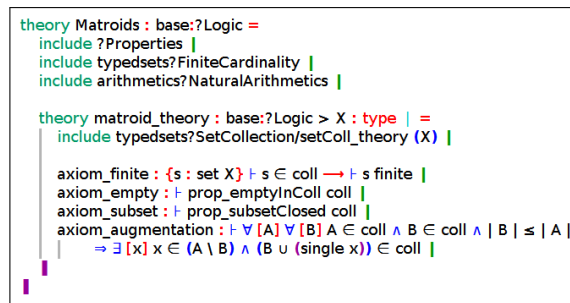 theory Matroids : base:?Logic =
include ?Properties |
include typedsets?FiniteCardinality |
include arithmetics?NaturalArithmetics |
theory matroid_theory : base:?Logic > X : type | =
include typedsets?SetCollection/setColl_theory (X) |
axiom_finite : {s : set X} ⊦ s ∈ coll ⟶ ⊦ s finite |
axiom_empty : ⊦ prop_emptyInColl coll |
axiom_subset : ⊦ prop_subsetClosed coll |
axiom_augmentation : ⊦ ∀ [A] ∀ [B] A ∈ coll ∧ B ∈ coll ∧ | B | ≤ | A |
⇒ ∃ [x] x ∈ (A \ B) ∧ (B ∪ (single x)) ∈ coll |